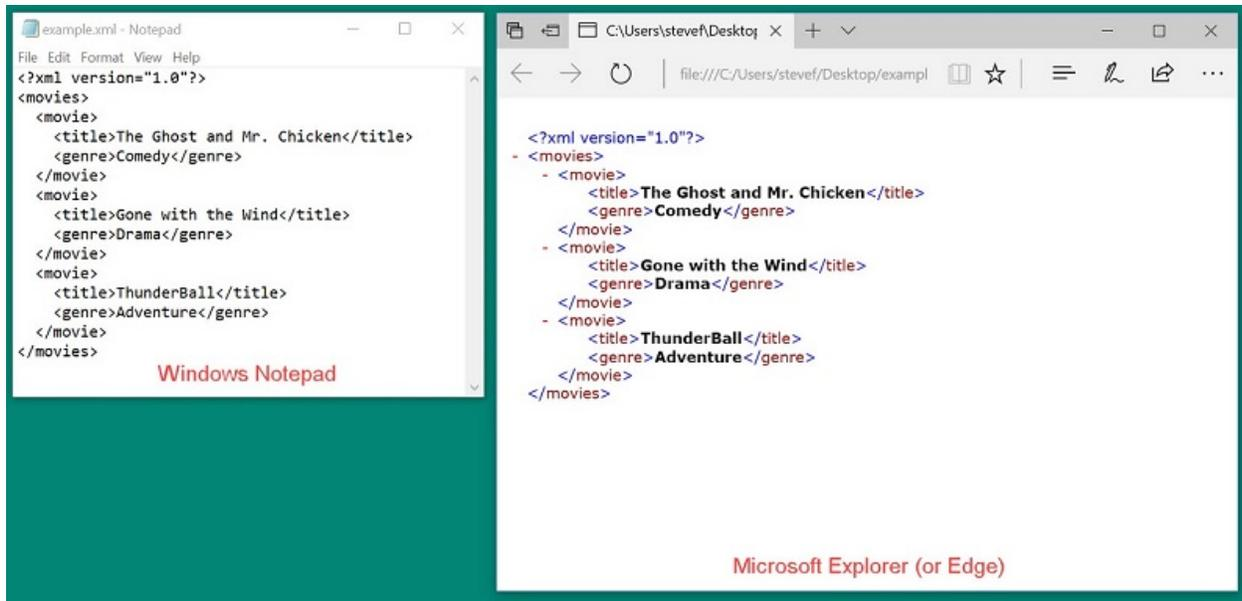 example.xml - Notepad
File Edit Format View Help
<?xml version="1.0"?>
<movies>
<movie>
<title>The Ghost and Mr. Chicken</title>
<genre>Comedy</genre>
</movie>
<movie>
<title>Gone with the Wind</title>
<genre>Drama</genre>
</movie>
<movie>
<title>ThunderBall</title>
<genre>Adventure</genre>
</movie>
</movies>
Windows Notepad
C:\Users\stevef\Desktop
file:///C:/Users/stevef/Desktop/exampl
<?xml version="1.0"?>
- <movies>
- <movie>
<title>The Ghost and Mr. Chicken</title>
<genre>Comedy</genre>
</movie>
- <movie>
<title>Gone with the Wind</title>
<genre>Drama</genre>
</movie>
- <movie>
<title>ThunderBall</title>
<genre>Adventure</genre>
</movie>
</movies>
Microsoft Explorer (or Edge)